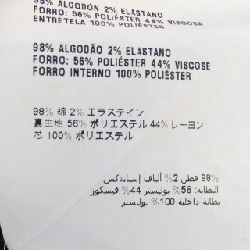 98% ALGODÓN 2% ELASTANO
FORRO: 56% POLIÉSTER 44% VISCOSE
ENTRETELA 100% POLIÉSTER
98% ALGODÃO 2% ELASTANO
FORRO: 56% POLIÉSTER 44% VISCOSE
FORRO INTERNO 100% POLIÉSTER
98% 綿 2% エラステイン
裏生地 56% ポリエステル 44% レーヨン
芯 100% ポリエステル
98% قطن 2% ألياف إستانكس
البطانة: 56% بوليستر 44% فيسكوز
بطانة داخلية 100% بولستر